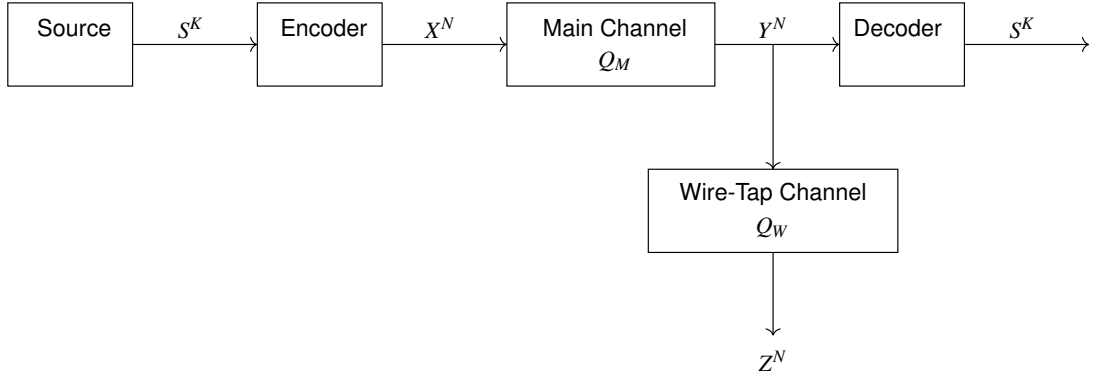 Source
S^K
Encoder
X^N
Main Channel
Q_M
Y^N
Decoder
S^K
Wire-Tap Channel
Q_W
Z^N